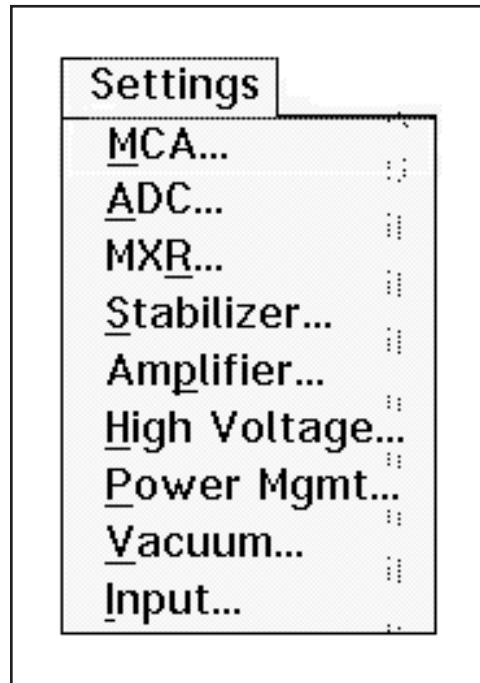 Settings
MCA...
ADC...
MXR...
Stabilizer...
Amplifier...
High Voltage...
Power Mgmt...
Vacuum...
Input...